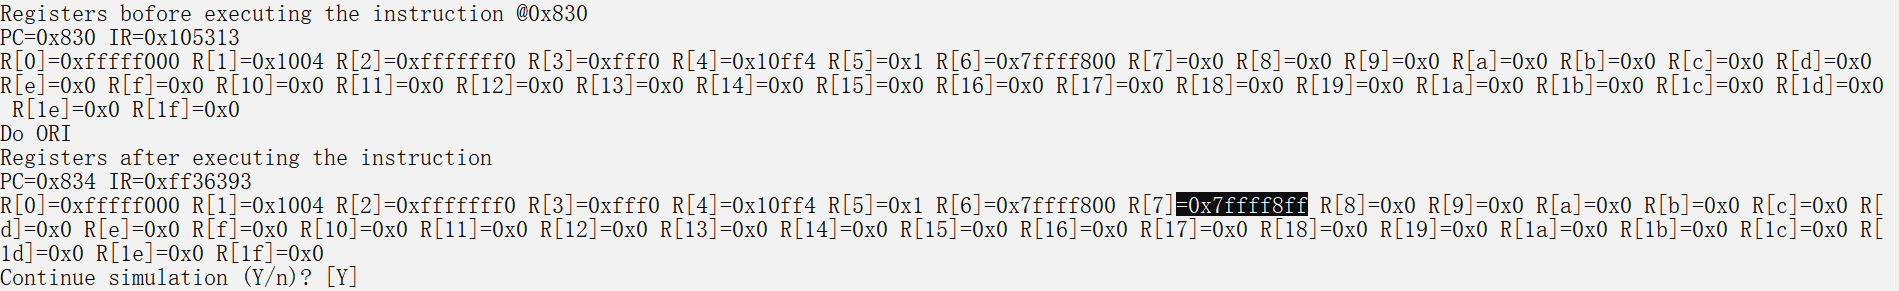 Registers bofore executing the instruction @0x830
PC=0x830 IR=0x105313
R[0]=0xfffff000 R[1]=0x1004 R[2]=0xfffffff0 R[3]=0xfff0 R[4]=0x10ff4 R[5]=0x1 R[6]=0x7ffff800 R[7]=0x0 R[8]=0x0 R[9]=0x0 R[a]=0x0 R[b]=0x0 R[c]=0x0 R[d]=0x0
R[e]=0x0 R[f]=0x0 R[10]=0x0 R[11]=0x0 R[12]=0x0 R[13]=0x0 R[14]=0x0 R[15]=0x0 R[16]=0x0 R[17]=0x0 R[18]=0x0 R[19]=0x0 R[1a]=0x0 R[1b]=0x0 R[1c]=0x0 R[1d]=0x0
R[1e]=0x0 R[1f]=0x0
Do ORI
Registers after executing the instruction
PC=0x834 IR=0xff36393
R[0]=0xfffff000 R[1]=0x1004 R[2]=0xfffffff0 R[3]=0xfff0 R[4]=0x10ff4 R[5]=0x1 R[6]=0x7ffff800 R[7]=0x7ffff8ff R[8]=0x0 R[9]=0x0 R[a]=0x0 R[b]=0x0 R[c]=0x0 R[
d]=0x0 R[e]=0x0 R[f]=0x0 R[10]=0x0 R[11]=0x0 R[12]=0x0 R[13]=0x0 R[14]=0x0 R[15]=0x0 R[16]=0x0 R[17]=0x0 R[18]=0x0 R[19]=0x0 R[1a]=0x0 R[1b]=0x0 R[1c]=0x0 R[
1d]=0x0 R[1e]=0x0 R[1f]=0x0
Continue simulation (Y/n)? [Y]